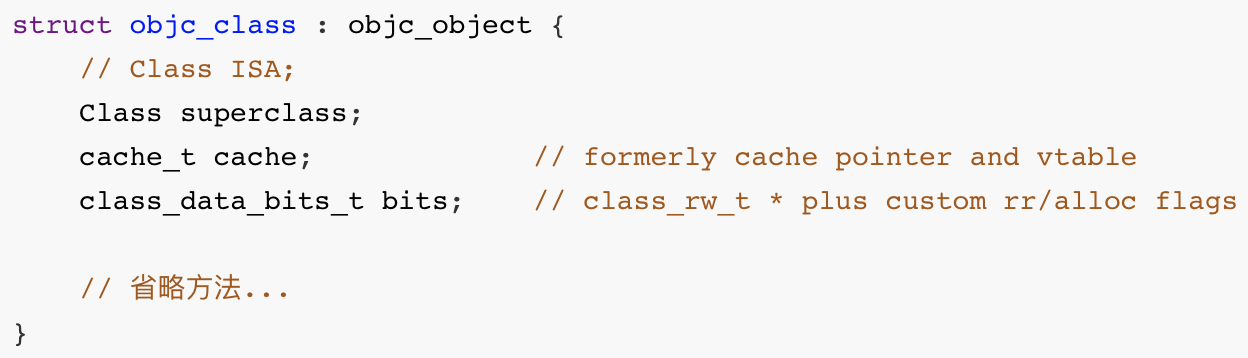 struct objc_class : objc_object {
    // Class ISA;
    Class superclass;
    cache_t cache;             // formerly cache pointer and vtable
    class_data_bits_t bits;    // class_rw_t * plus custom rr/alloc flags

    // 省略方法...
}